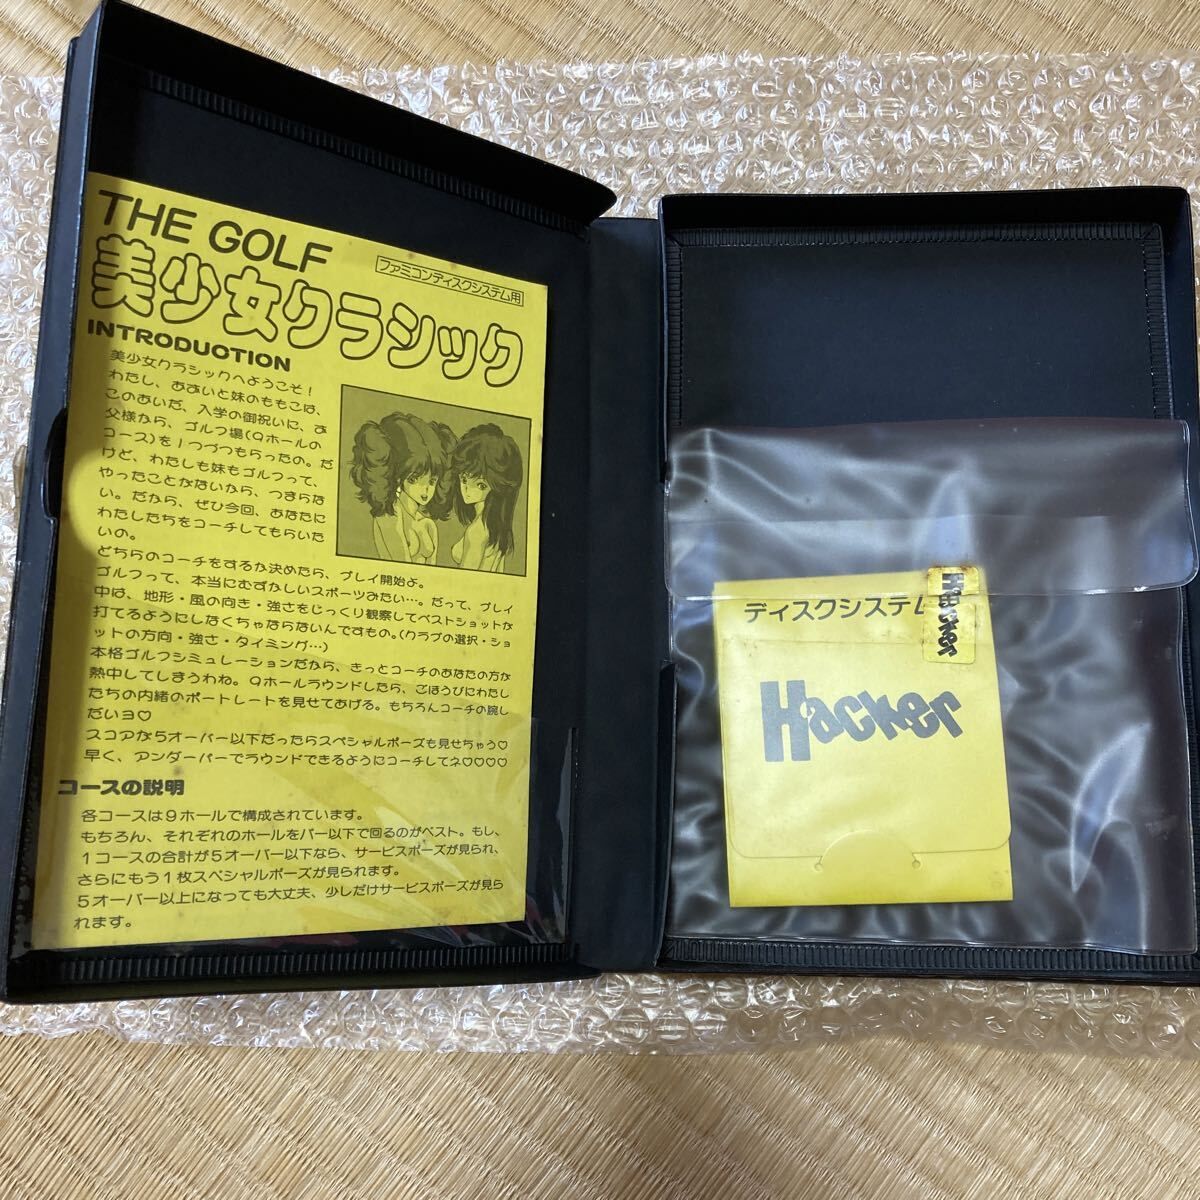 THE GOLF
ファミコンディスクシステム用
美少女クラシック
INTRODUCTION
美少女クラシックへようこそ！
わたし、あおいと妹のももこは、
このあいだ、入学の御祝いに、お
父様から、ゴルフ場(9ホールの
コース)を1つづつもらったの。だ
けど、わたしも妹もゴルフって、
やったことがないから、つまらな
い。だから、ぜひ今回、あなたに
わたしたちをコーチしてもらいた
いの。
どちらのコーチをするか決めたら、プレイ開始よ。
ゴルフって、本当にむずかしいスポーツみたい…。だって、プレイ
中は、地形・風の向き・強さをじっくり観察してベストショットが
打てるようにしなくちゃならないんですもの。(クラブの選択・ショ
ットの方向・強さ・タイミング…)
本格ゴルフシミュレーションだから、きっとコーチのあなたの方が
熱中してしまうわね。9ホールラウンドしたら、ごほうびにわたし
たちの内緒のポートレートを見せてあげる。もちろんコーチの腕し
だいヨ♡
スコアが5オーバー以下だったらスペシャルポーズも見せちゃう♡
早く、アンダーパーでラウンドできるようにコーチしてネ♡♡♡♡
コースの説明
各コースは9ホールで構成されています。
もちろん、それぞれのホールをパー以下で回るのがベスト。もし、
1コースの合計が5オーバー以下なら、サービスポーズが見られ、
さらにもう1枚スペシャルポーズが見られます。
5オーバー以上になっても大丈夫、少しだけサービスポーズが見ら
れます。
ディスクシステム
Hacker
Hacker